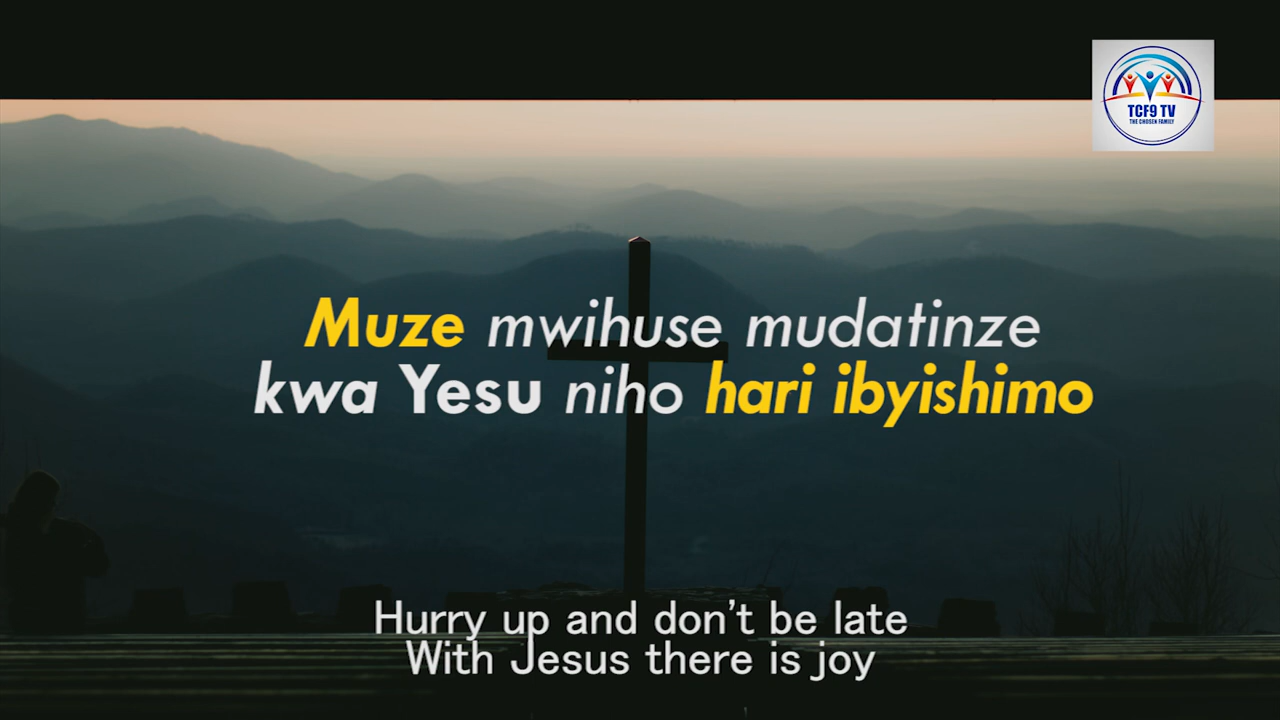 TCF9 TV
THE CHOSEN FAMILY
Muze mwihuse mudatinze
kwa Yesu niho hari ibyishimo
Hurry up and don't be late
With Jesus there is joy